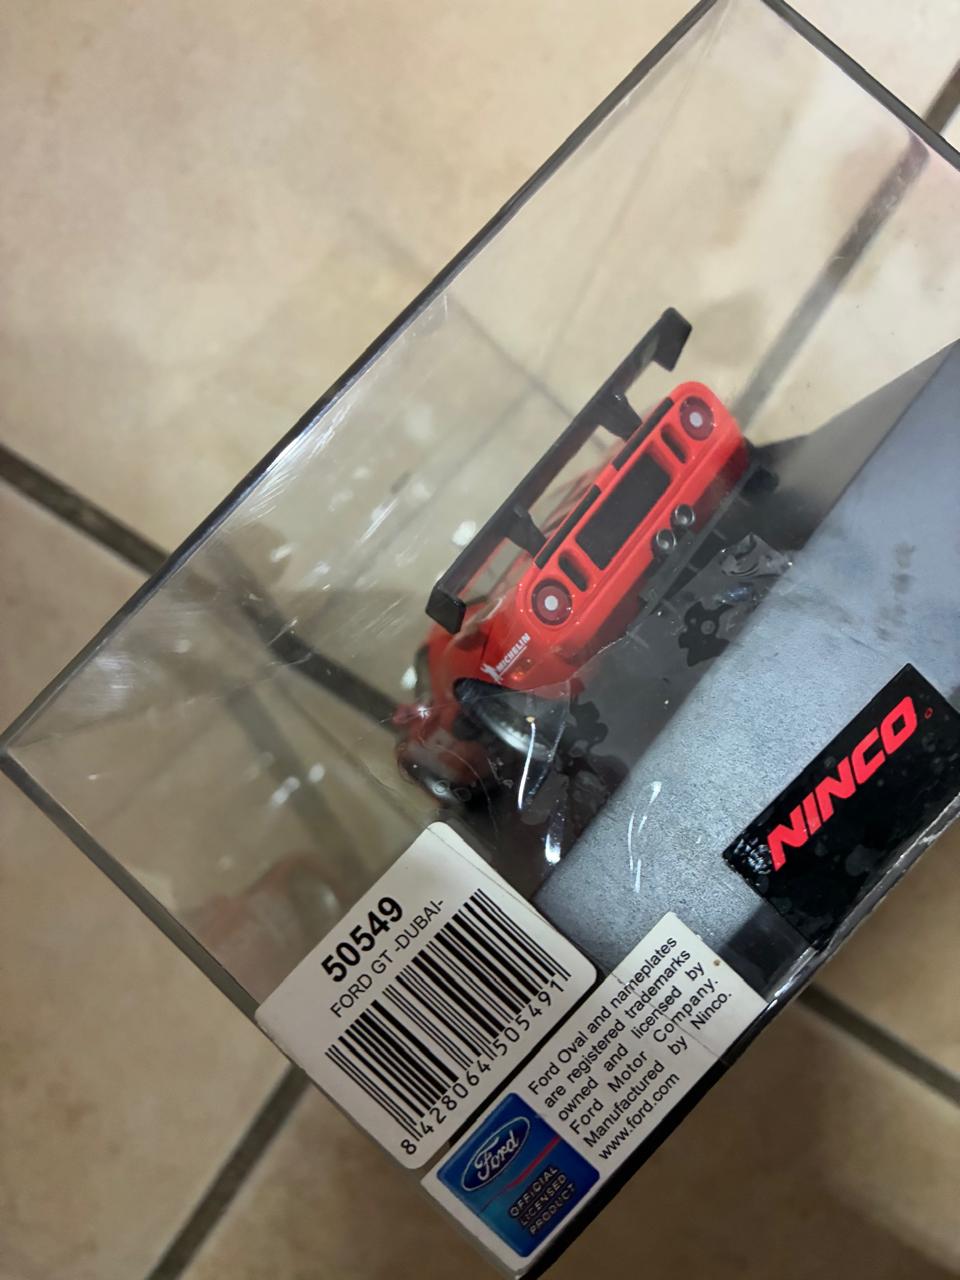 MICHELIN
NINCO
50549
FORD GT -DUBAI-
8 428064 505491
Ford
OFFICIAL
LICENSED
PRODUCT
Ford Oval and nameplates
are registered trademarks
owned and licensed by
Ford Motor Company.
Manufactured by Ninco.
www.ford.com